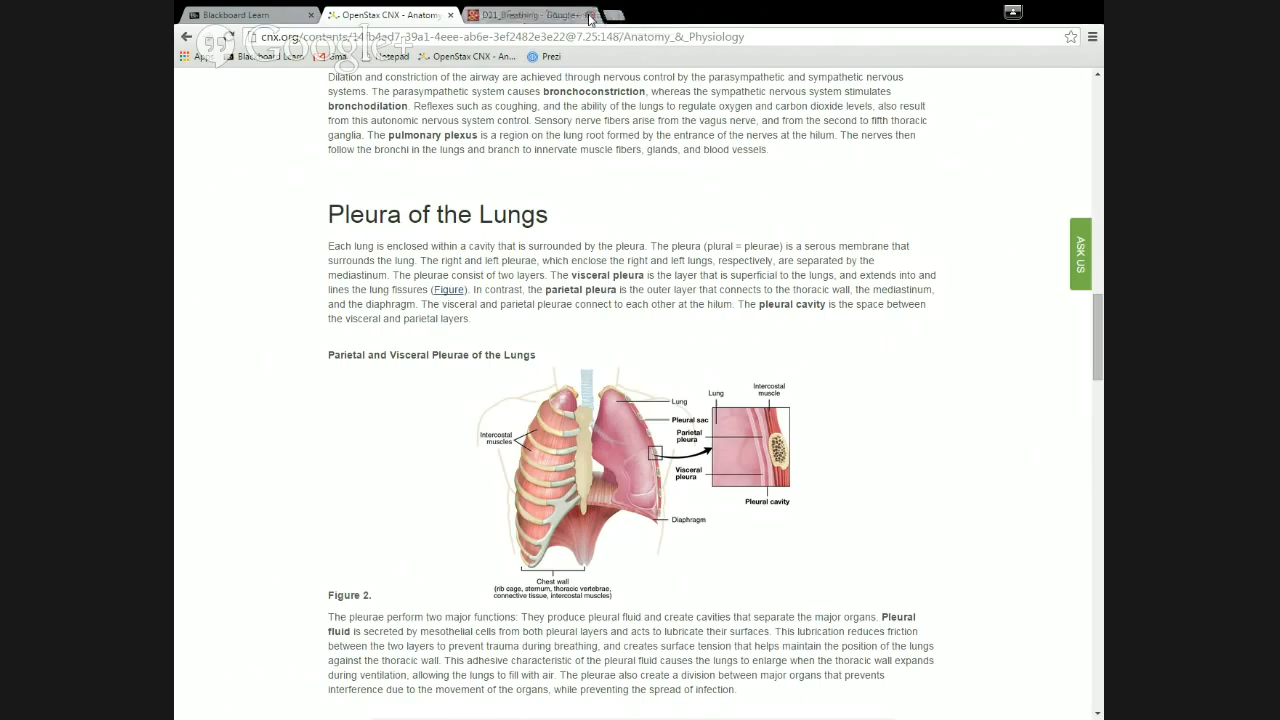 Blackboard Learn
OpenStax CNX - Anatomy
D21_Breathing - Google+
cnx.org/contents/14fb4ad7-39a1-4eee-ab6e-3ef2482e3e22@7.25:148/Anatomy_&_Physiology
Google+
Apps Blackboard Learn Gmail Notepad OpenStax CNX - An... Prezi
Dilation and constriction of the airway are achieved through nervous control by the parasympathetic and sympathetic nervous
systems. The parasympathetic system causes bronchoconstriction, whereas the sympathetic nervous system stimulates
bronchodilation. Reflexes such as coughing, and the ability of the lungs to regulate oxygen and carbon dioxide levels, also result
from this autonomic nervous system control. Sensory nerve fibers arise from the vagus nerve, and from the second to fifth thoracic
ganglia. The pulmonary plexus is a region on the lung root formed by the entrance of the nerves at the hilum. The nerves then
follow the bronchi in the lungs and branch to innervate muscle fibers, glands, and blood vessels.
Pleura of the Lungs
Each lung is enclosed within a cavity that is surrounded by the pleura. The pleura (plural = pleurae) is a serous membrane that
surrounds the lung. The right and left pleurae, which enclose the right and left lungs, respectively, are separated by the
mediastinum. The pleurae consist of two layers. The visceral pleura is the layer that is superficial to the lungs, and extends into and
lines the lung fissures (Figure). In contrast, the parietal pleura is the outer layer that connects to the thoracic wall, the mediastinum,
and the diaphragm. The visceral and parietal pleurae connect to each other at the hilum. The pleural cavity is the space between
the visceral and parietal layers.
ASK US
Parietal and Visceral Pleurae of the Lungs
Intercostal
muscles
Lung
Pleural sac
Parietal
pleura
Visceral
pleura
Diaphragm
Lung
Intercostal
muscle
Pleural cavity
Chest wall
(rib cage, sternum, thoracic vertebrae,
connective tissue, intercostal muscles)
Figure 2.
The pleurae perform two major functions: They produce pleural fluid and create cavities that separate the major organs. Pleural
fluid is secreted by mesothelial cells from both pleural layers and acts to lubricate their surfaces. This lubrication reduces friction
between the two layers to prevent trauma during breathing, and creates surface tension that helps maintain the position of the lungs
against the thoracic wall. This adhesive characteristic of the pleural fluid causes the lungs to enlarge when the thoracic wall expands
during ventilation, allowing the lungs to fill with air. The pleurae also create a division between major organs that prevents
interference due to the movement of the organs, while preventing the spread of infection.